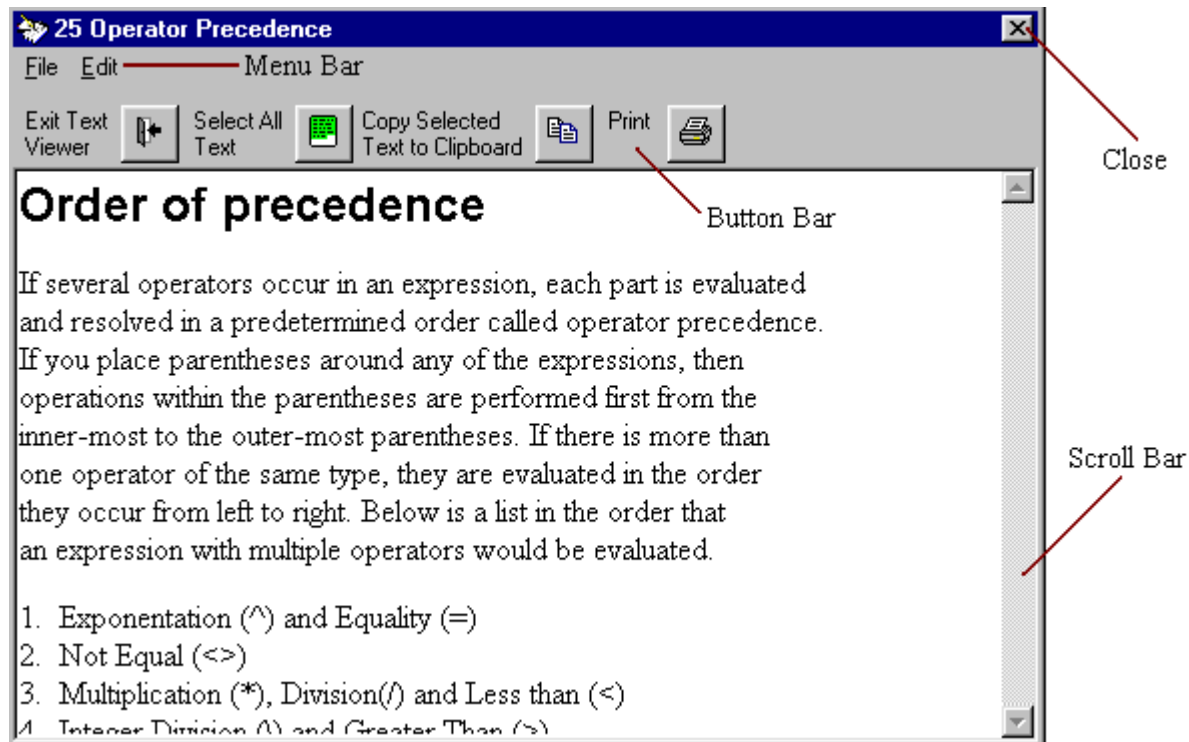 25 Operator Precedence
File Edit Menu Bar
Exit Text Viewer
Select All Text
Copy Selected Text to Clipboard
Print
Close
Button Bar
Order of precedence
If several operators occur in an expression, each part is evaluated
and resolved in a predetermined order called operator precedence.
If you place parentheses around any of the expressions, then
operations within the parentheses are performed first from the
inner-most to the outer-most parentheses. If there is more than
one operator of the same type, they are evaluated in the order
they occur from left to right. Below is a list in the order that
an expression with multiple operators would be evaluated.
Scroll Bar
1. Exponentation (^) and Equality (=)
2. Not Equal (<>)
3. Multiplication (*), Division(/) and Less than (<)
4. Integer Division (\) and Greater Than (>)